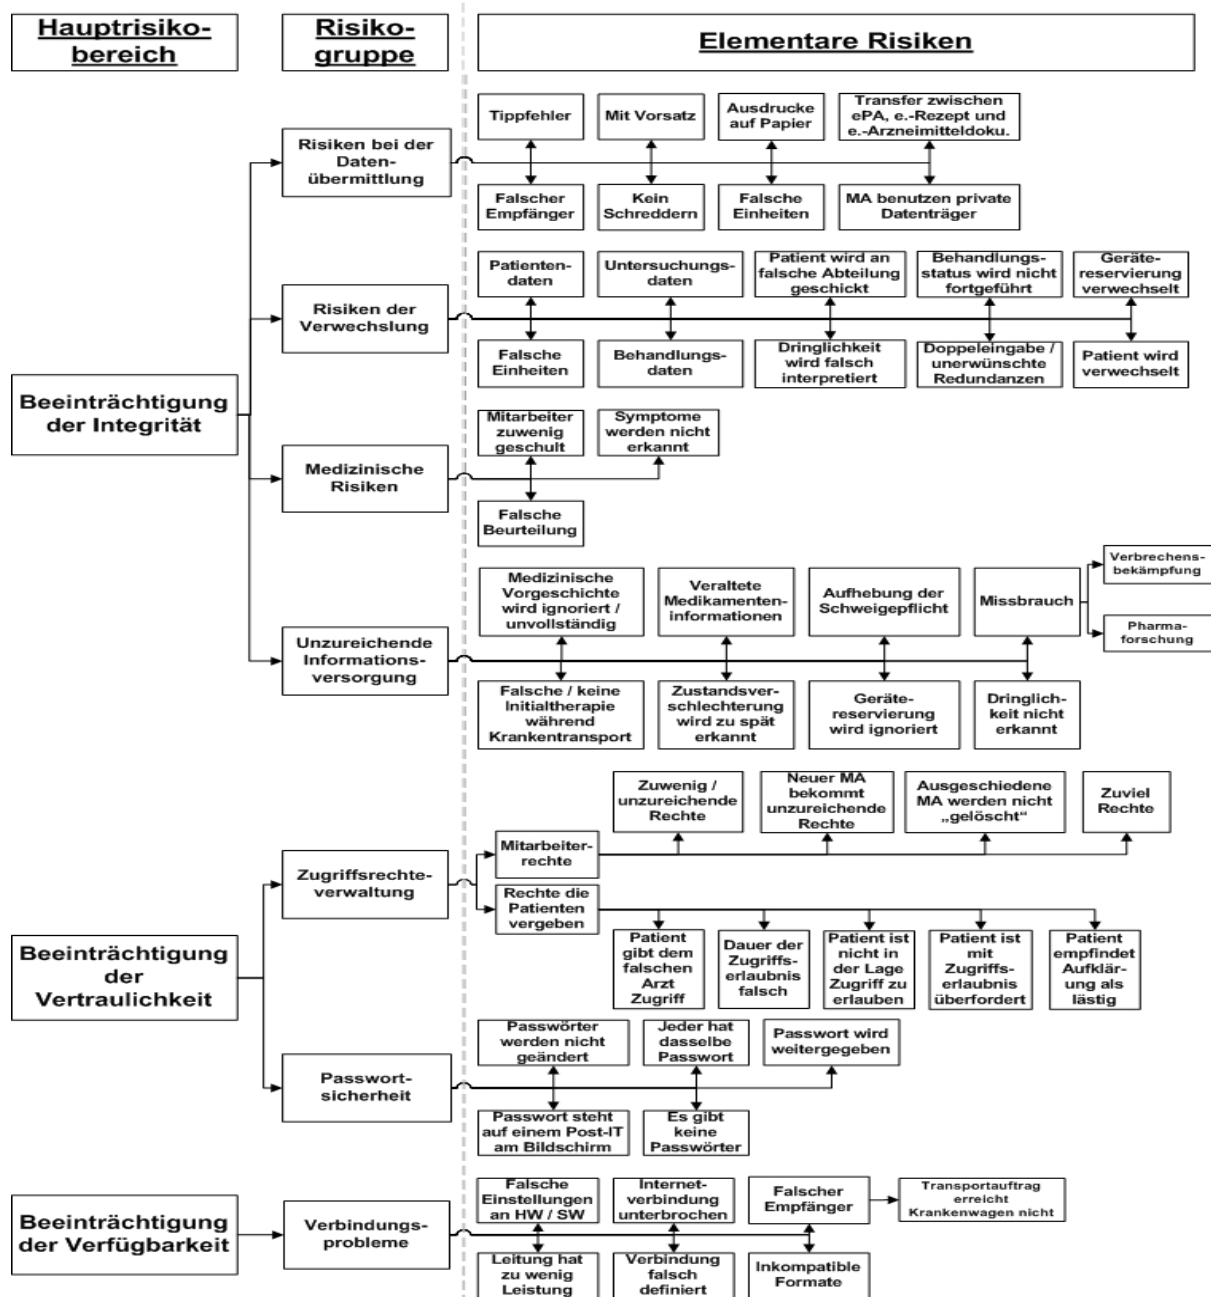 Hauptrisiko-
bereich
Risiko-
gruppe
Elementare Risiken
Risiken bei der
Daten-
übermittlung
Tippfehler
Mit Vorsatz
Ausdrucke
auf Papier
Transfer zwischen
ePA, e.-Rezept und
e.-Arzneimitteldoku.
Falscher
Empfänger
Kein
Schreddern
Falsche
Einheiten
MA benutzen private
Datenträger
Risiken der
Verwechslung
Patienten-
daten
Untersuchungs-
daten
Patient wird an
falsche Abteilung
geschickt
Behandlungs-
status wird nicht
fortgeführt
Geräte-
reservierung
verwechselt
Falsche
Einheiten
Behandlungs-
daten
Dringlichkeit
wird falsch
interpretiert
Doppeleingabe /
unerwünschte
Redundanzen
Patient wird
verwechselt
Beeinträchtigung
der Integrität
Medizinische
Risiken
Mitarbeiter
zuwenig
geschult
Symptome
werden nicht
erkannt
Falsche
Beurteilung
Unzureichende
Informations-
versorgung
Medizinische
Vorgeschichte
wird ignoriert /
unvollständig
Veraltete
Medikamenten-
informationen
Aufhebung der
Schweigepflicht
Missbrauch
Verbrechens-
bekämpfung
Pharma-
forschung
Falsche / keine
Initialtherapie
während
Krankentransport
Zustandsver-
schlechterung
wird zu spät
erkannt
Geräte-
reservierung
wird ignoriert
Dringlich-
keit nicht
erkannt
Beeinträchtigung
der
Vertraulichkeit
Zugriffsrechte-
verwaltung
Mitarbeiter-
rechte
Zuwenig /
unzureichende
Rechte
Neuer MA
bekommt
unzureichende
Rechte
Ausgeschiedene
MA werden nicht
„gelöscht“
Zuviel
Rechte
Rechte die
Patienten
vergeben
Patient
gibt dem
falschen
Arzt
Zugriff
Dauer der
Zugriffs-
erlaubnis
falsch
Patient ist
nicht in
der Lage
Zugriff zu
erlauben
Patient ist
mit
Zugriffs-
erlaubnis
überfordert
Patient
empfindet
Aufklär-
ung als
lästig
Passwort-
sicherheit
Passwörter
werden nicht
geändert
Jeder hat
dasselbe
Passwort
Passwort wird
weitergegeben
Passwort steht
auf einem Post-IT
am Bildschirm
Es gibt
keine
Passwörter
Beeinträchtigung
der Verfügbarkeit
Verbindungs-
probleme
Falsche
Einstellungen
an HW / SW
Internet-
verbindung
unterbrochen
Falscher
Empfänger
Transportauftrag
erreicht
Krankenwagen nicht
Leitung hat
zu wenig
Leistung
Verbindung
falsch
definiert
Inkompatible
Formate